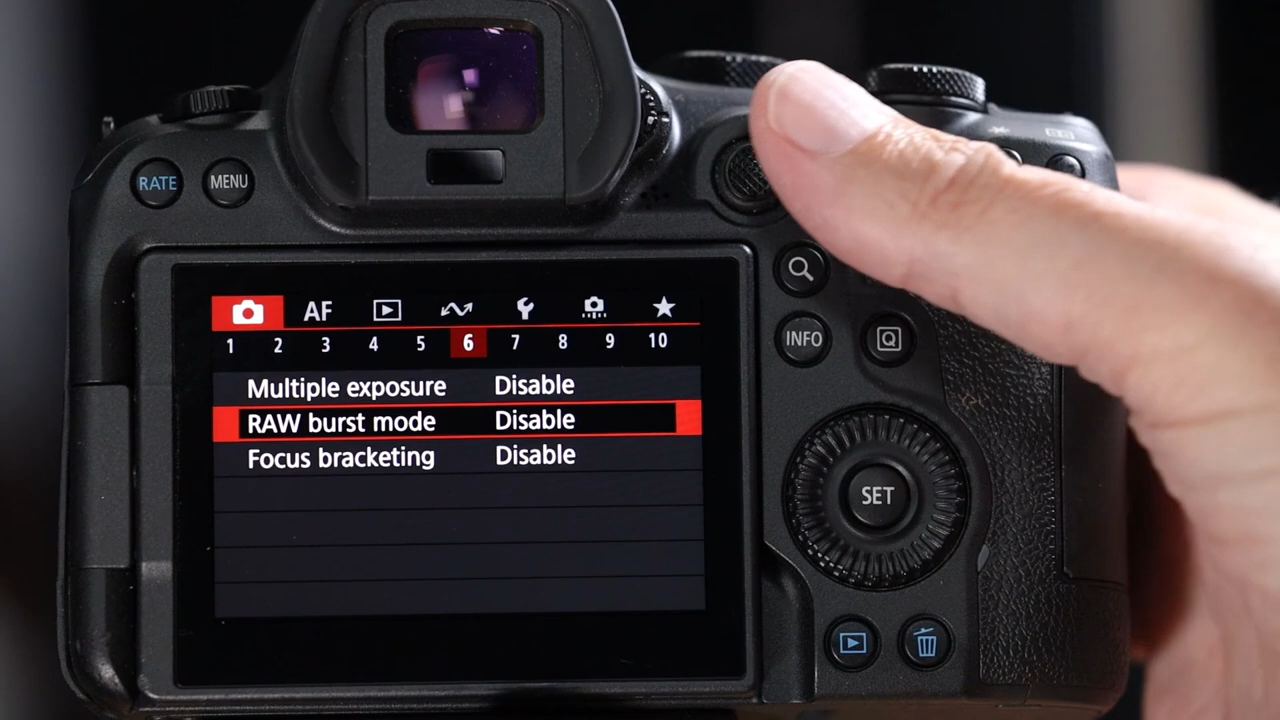 RATE MENU
AF
1 2 3 4 5 6 7 8 9 10
Multiple exposure Disable
RAW burst mode Disable
Focus bracketing Disable
INFO
Q
SET